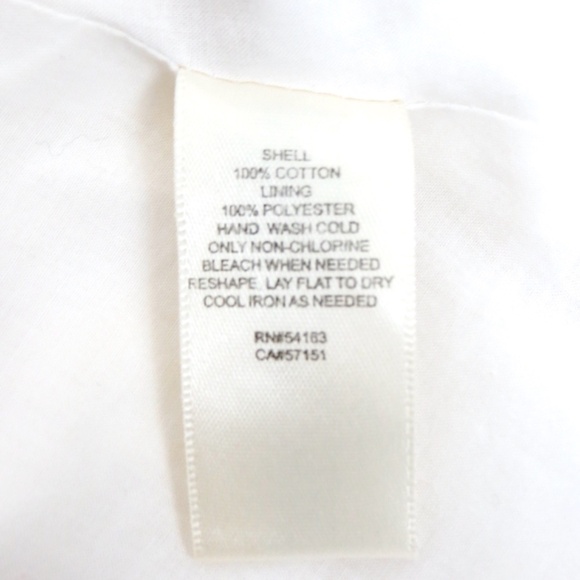 SHELL
100% COTTON
LINING
100% POLYESTER
HAND WASH COLD
ONLY NON-CHLORINE
BLEACH WHEN NEEDED
RESHAPE, LAY FLAT TO DRY
COOL IRON AS NEEDED
RN#54163
CA#57151